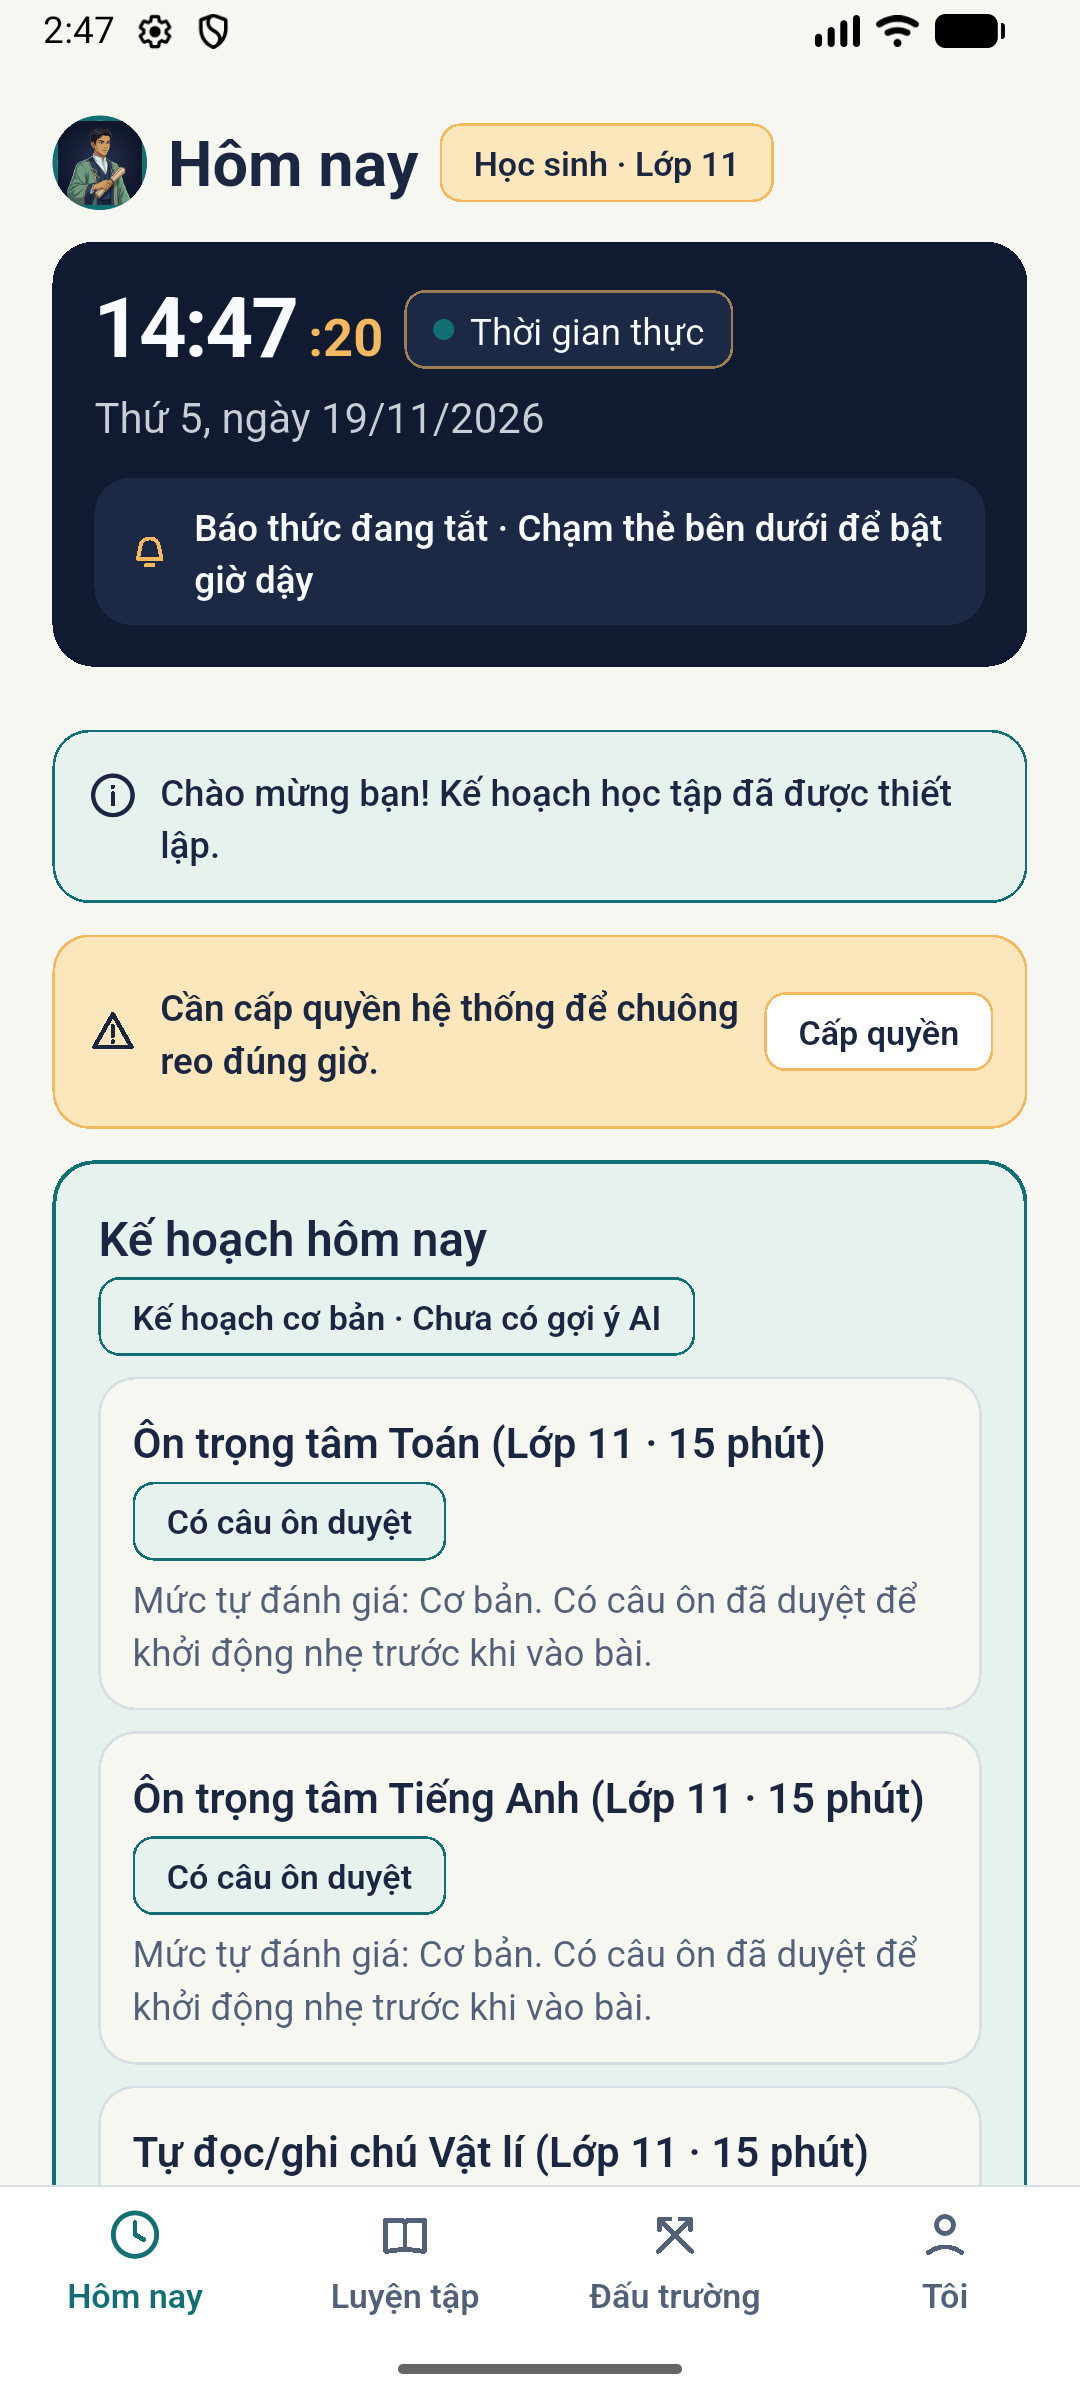 2:47
Hôm nay
Học sinh · Lớp 11
14:47 :20
Thời gian thực
Thứ 5, ngày 19/11/2026
Báo thức đang tắt · Chạm thẻ bên dưới để bật
giờ dậy
Chào mừng bạn! Kế hoạch học tập đã được thiết
lập.
Cần cấp quyền hệ thống để chuông
reo đúng giờ.
Cấp quyền
Kế hoạch hôm nay
Kế hoạch cơ bản · Chưa có gợi ý AI
Ôn trọng tâm Toán (Lớp 11 · 15 phút)
Có câu ôn duyệt
Mức tự đánh giá: Cơ bản. Có câu ôn đã duyệt để
khởi động nhẹ trước khi vào bài.
Ôn trọng tâm Tiếng Anh (Lớp 11 · 15 phút)
Có câu ôn duyệt
Mức tự đánh giá: Cơ bản. Có câu ôn đã duyệt để
khởi động nhẹ trước khi vào bài.
Tự đọc/ghi chú Vật lí (Lớp 11 · 15 phút)
Hôm nay
Luyện tập
Đấu trường
Tôi